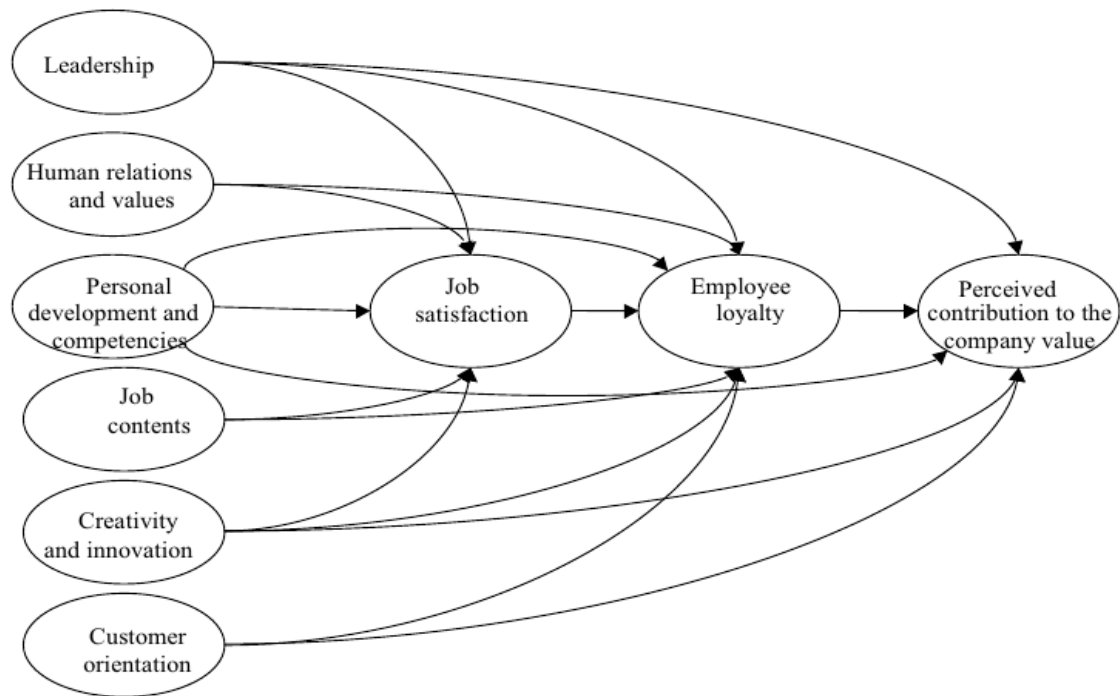 Leadership
Human relations
and values
Personal
development and
competencies
Job
satisfaction
Employee
loyalty
Perceived
contribution to the
company value
Job
contents
Creativity
and innovation
Customer
orientation